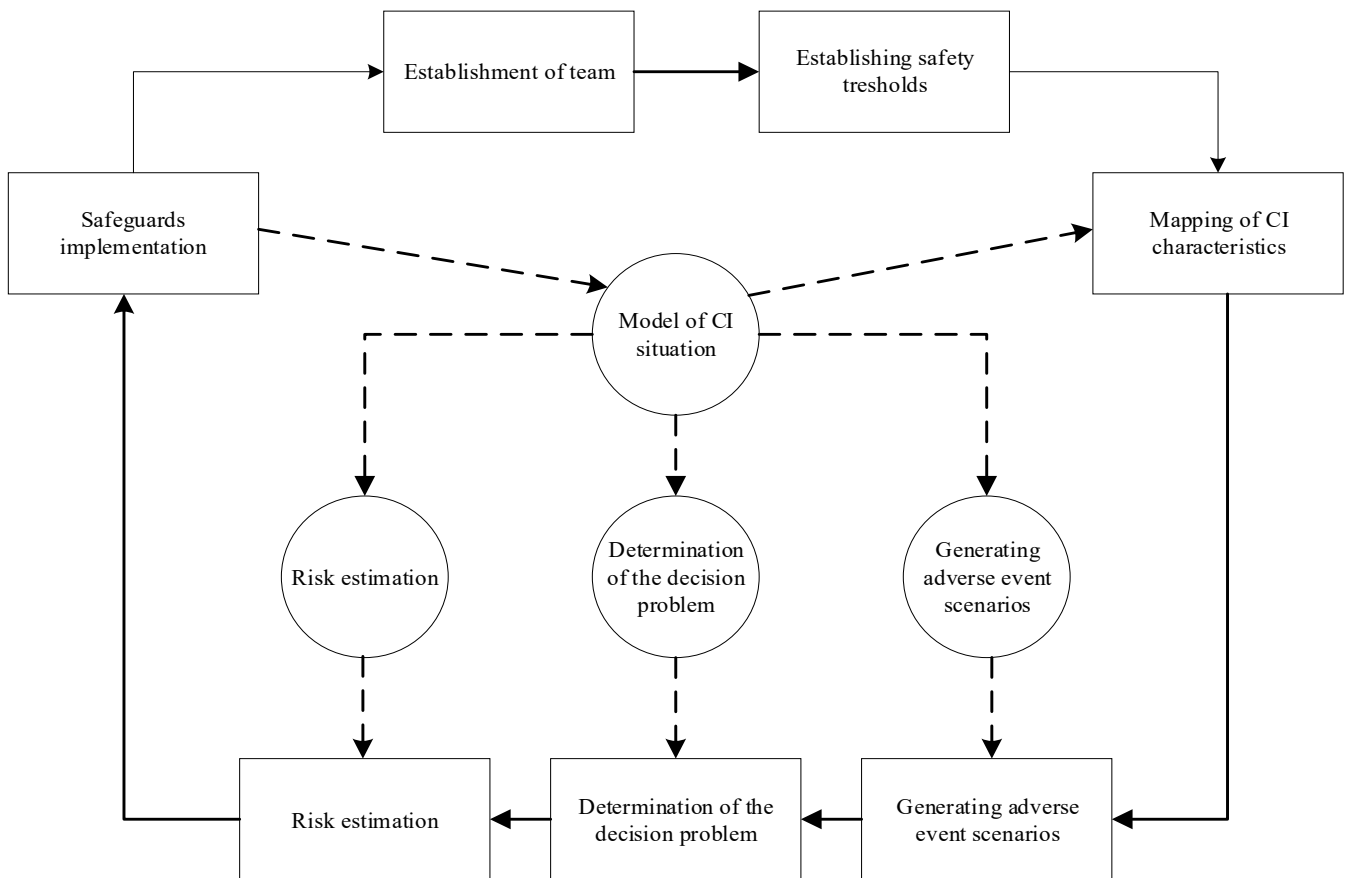 Establishment of team
Establishing safety
tresholds
Safeguards
implementation
Mapping of CI
characteristics
Model of CI
situation
Risk estimation
Determination
of the decision
problem
Generating
adverse event
scenarios
Risk estimation
Determination of the
decision problem
Generating adverse
event scenarios